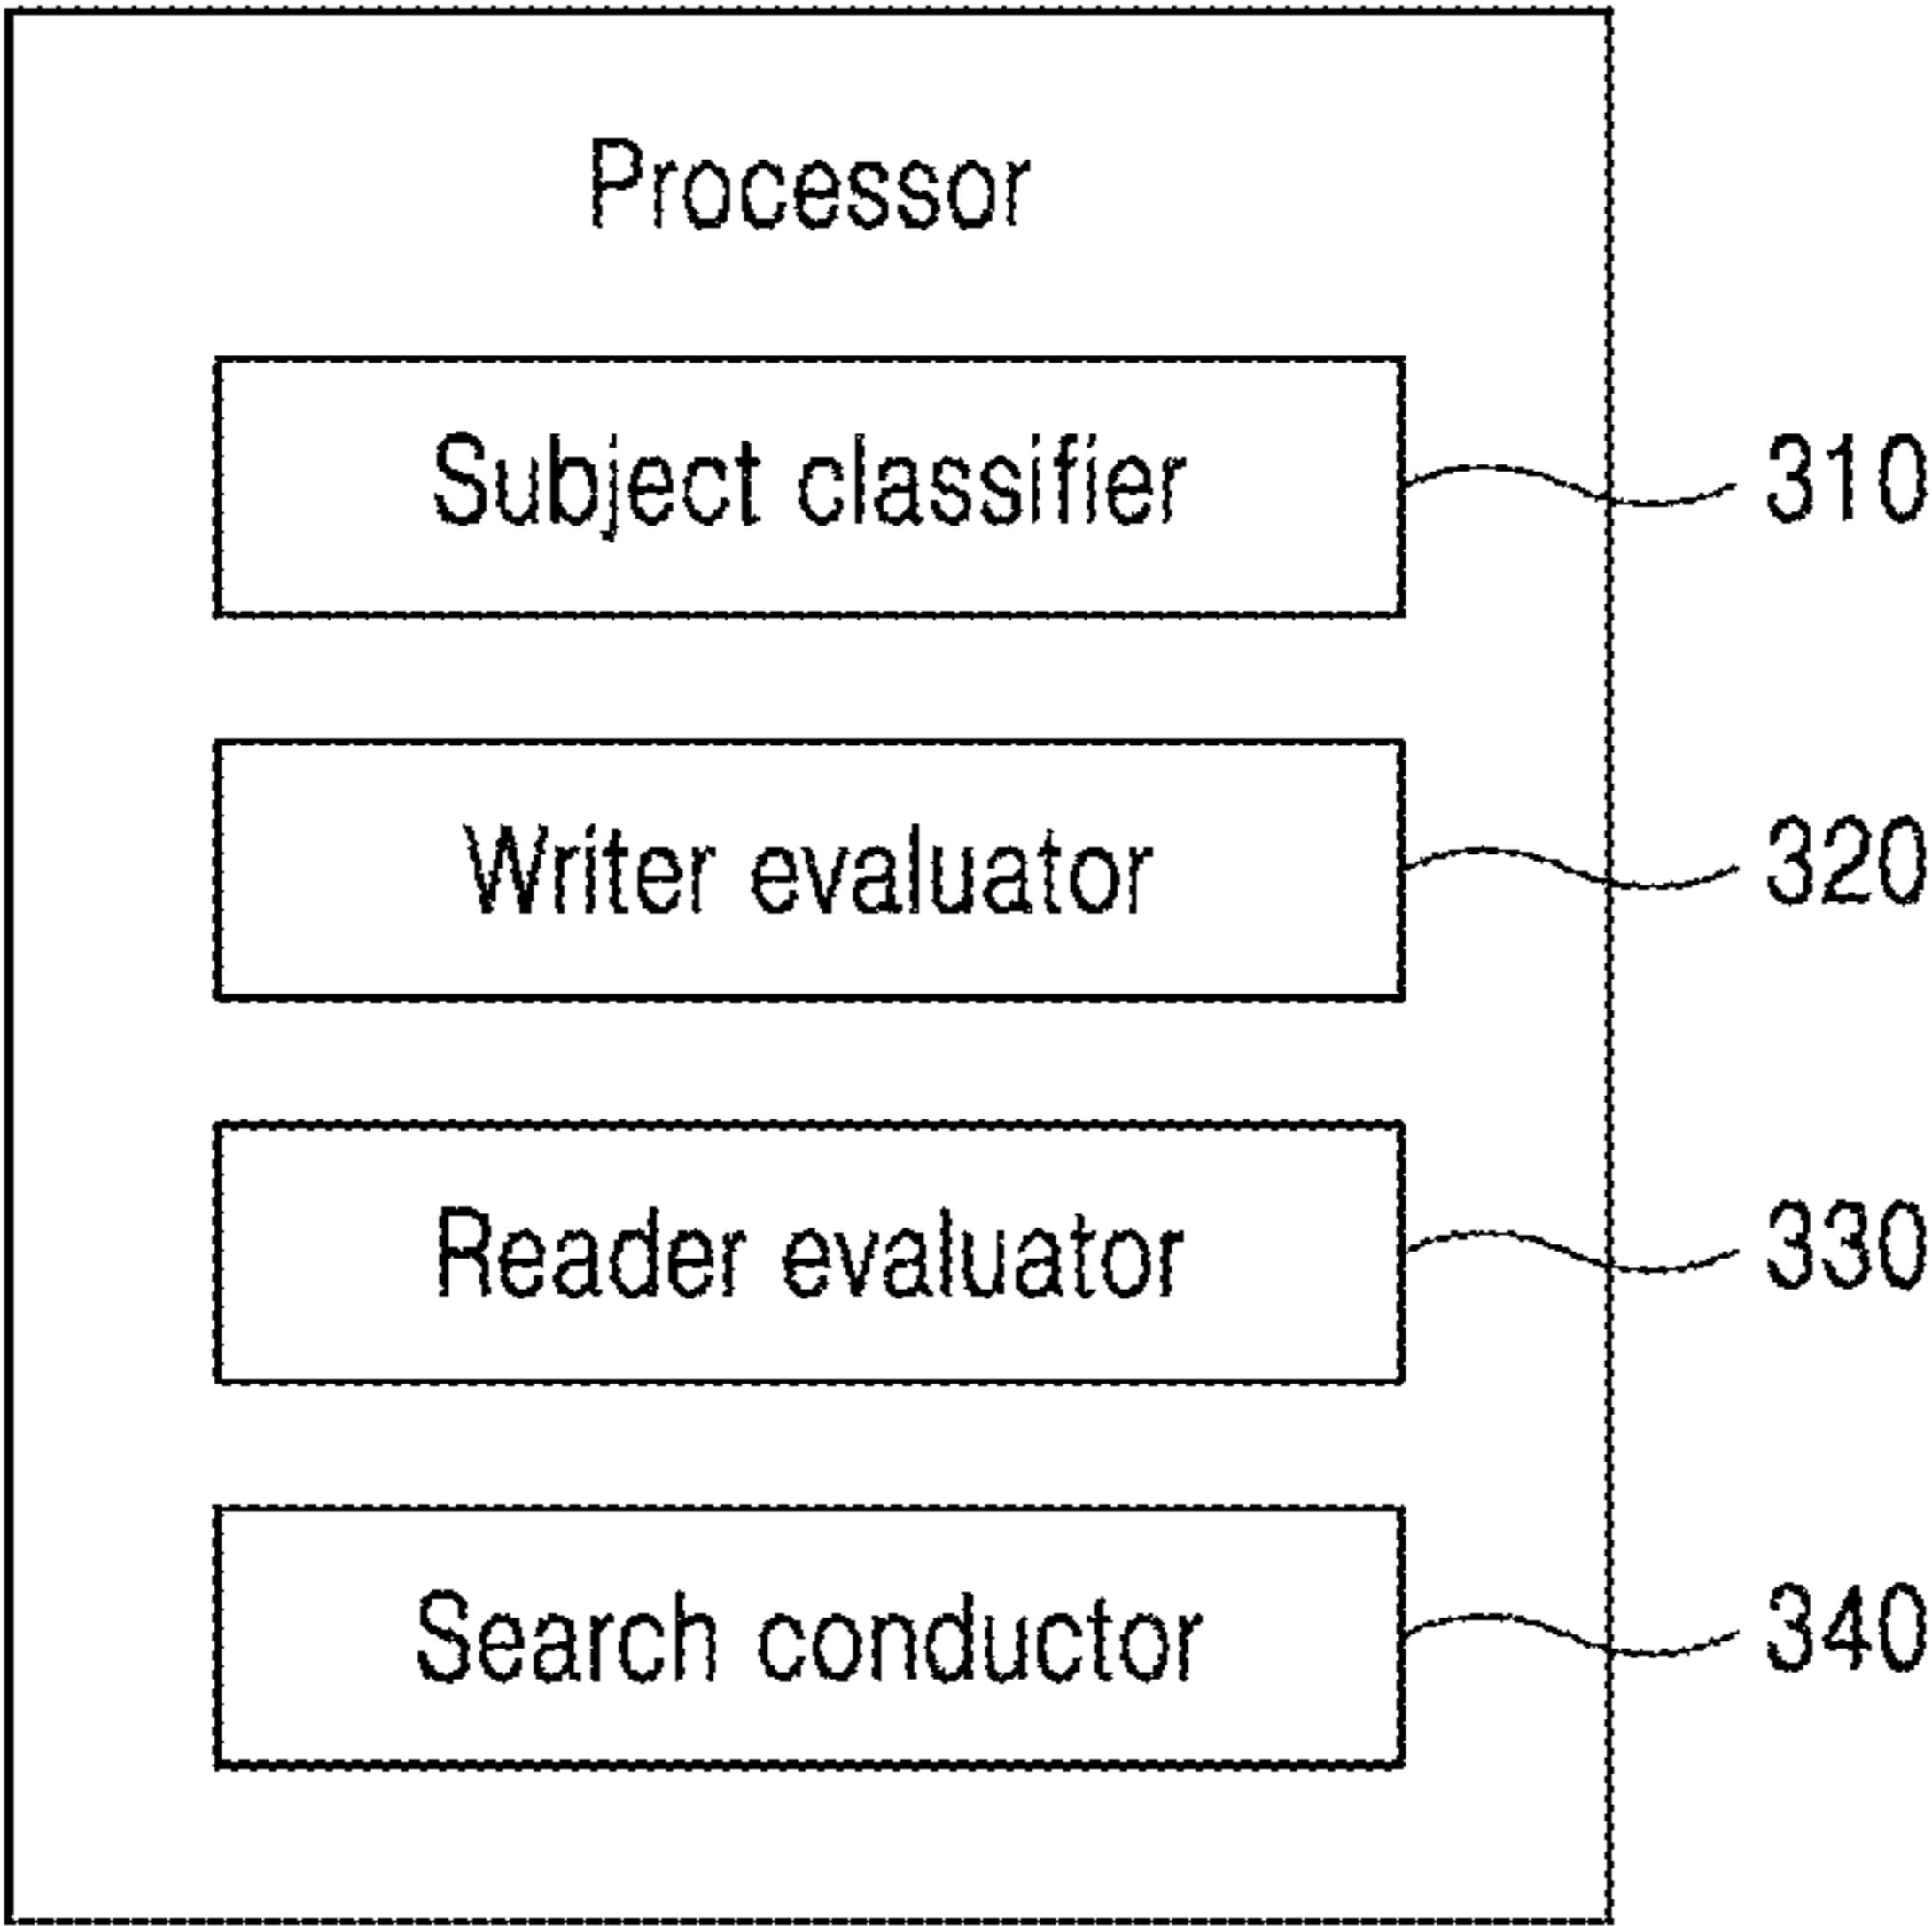 Processor
Subject classifier 310
Writer evaluator 320
Reader evaluator 330
Search conductor 340